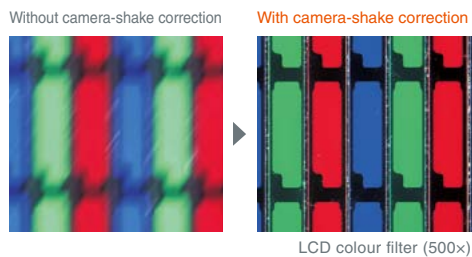 Without camera-shake correction
With camera-shake correction
LCD colour filter (500×)